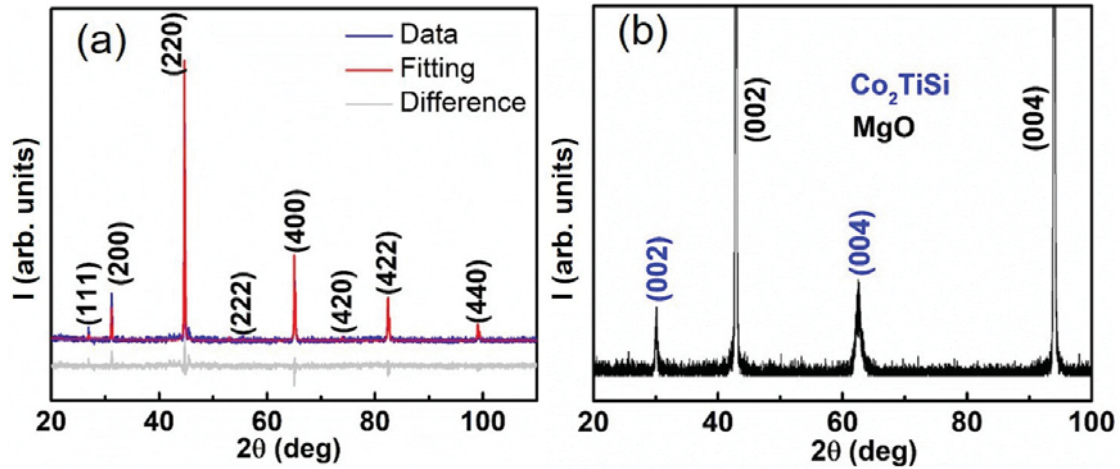 (a)
Data
Fitting
Difference
(111)
(200)
(220)
(222)
(400)
(420)
(422)
(440)
I (arb. units)
20 40 60 80 100
2θ (deg)
(b)
Co₂TiSi
MgO
(002)
(002)
(004)
(004)
I (arb. units)
20 40 60 80 100
2θ (deg)